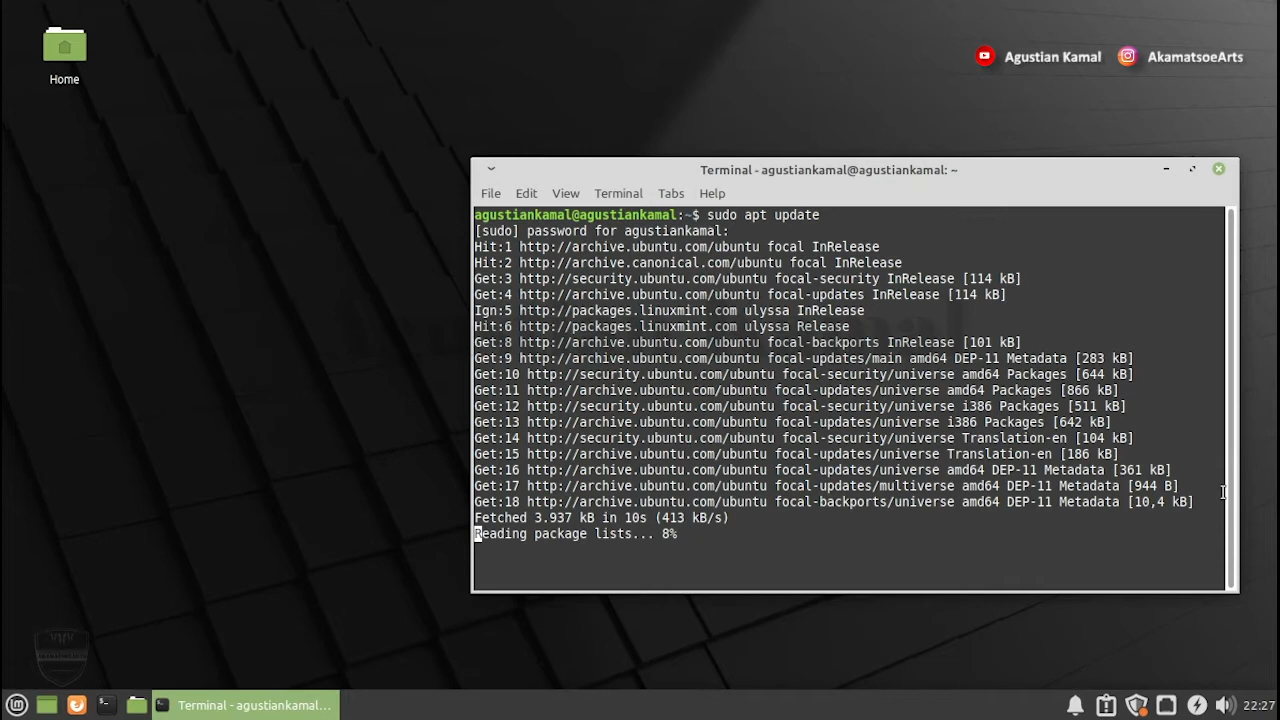 Home
Agustian Kamal AkamatsoeArts
Terminal - agustiankamal@agustiankamal: ~
File Edit View Terminal Tabs Help
agustiankamal@agustiankamal:~$ sudo apt update
[sudo] password for agustiankamal:
Hit:1 http://archive.ubuntu.com/ubuntu focal InRelease
Hit:2 http://archive.canonical.com/ubuntu focal InRelease
Get:3 http://security.ubuntu.com/ubuntu focal-security InRelease [114 kB]
Get:4 http://archive.ubuntu.com/ubuntu focal-updates InRelease [114 kB]
Ign:5 http://packages.linuxmint.com ulyssa InRelease
Hit:6 http://packages.linuxmint.com ulyssa Release
Get:8 http://archive.ubuntu.com/ubuntu focal-backports InRelease [101 kB]
Get:9 http://archive.ubuntu.com/ubuntu focal-updates/main amd64 DEP-11 Metadata [283 kB]
Get:10 http://security.ubuntu.com/ubuntu focal-security/universe amd64 Packages [644 kB]
Get:11 http://archive.ubuntu.com/ubuntu focal-updates/universe amd64 Packages [866 kB]
Get:12 http://security.ubuntu.com/ubuntu focal-security/universe i386 Packages [511 kB]
Get:13 http://archive.ubuntu.com/ubuntu focal-updates/universe i386 Packages [642 kB]
Get:14 http://security.ubuntu.com/ubuntu focal-security/universe Translation-en [104 kB]
Get:15 http://archive.ubuntu.com/ubuntu focal-updates/universe Translation-en [186 kB]
Get:16 http://archive.ubuntu.com/ubuntu focal-updates/universe amd64 DEP-11 Metadata [361 kB]
Get:17 http://archive.ubuntu.com/ubuntu focal-updates/multiverse amd64 DEP-11 Metadata [944 B]
Get:18 http://archive.ubuntu.com/ubuntu focal-backports/universe amd64 DEP-11 Metadata [10,4 kB]
Fetched 3.937 kB in 10s (413 kB/s)
Reading package lists... 8%
Terminal - agustiankamal...
22:27